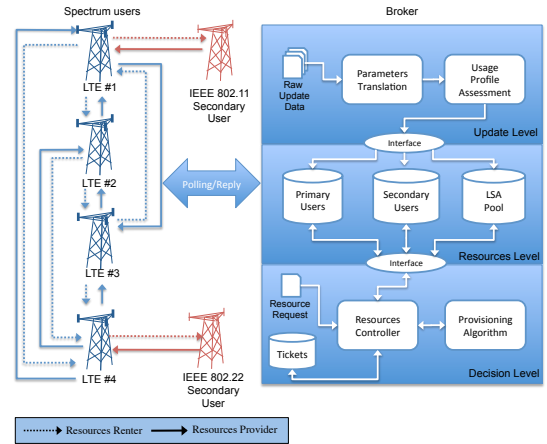 Spectrum users
Broker
LTE #1
IEEE 802.11
Secondary
User
LTE #2
LTE #3
LTE #4
IEEE 802.22
Secondary
User
Polling/Reply
Raw
Update
Data
Parameters
Translation
Usage
Profile
Assessment
Update Level
Interface
Primary
Users
Secondary
Users
LSA
Pool
Resources Level
Interface
Resource
Request
Resources
Controller
Provisioning
Algorithm
Tickets
Decision Level
Resources Renter
Resources Provider